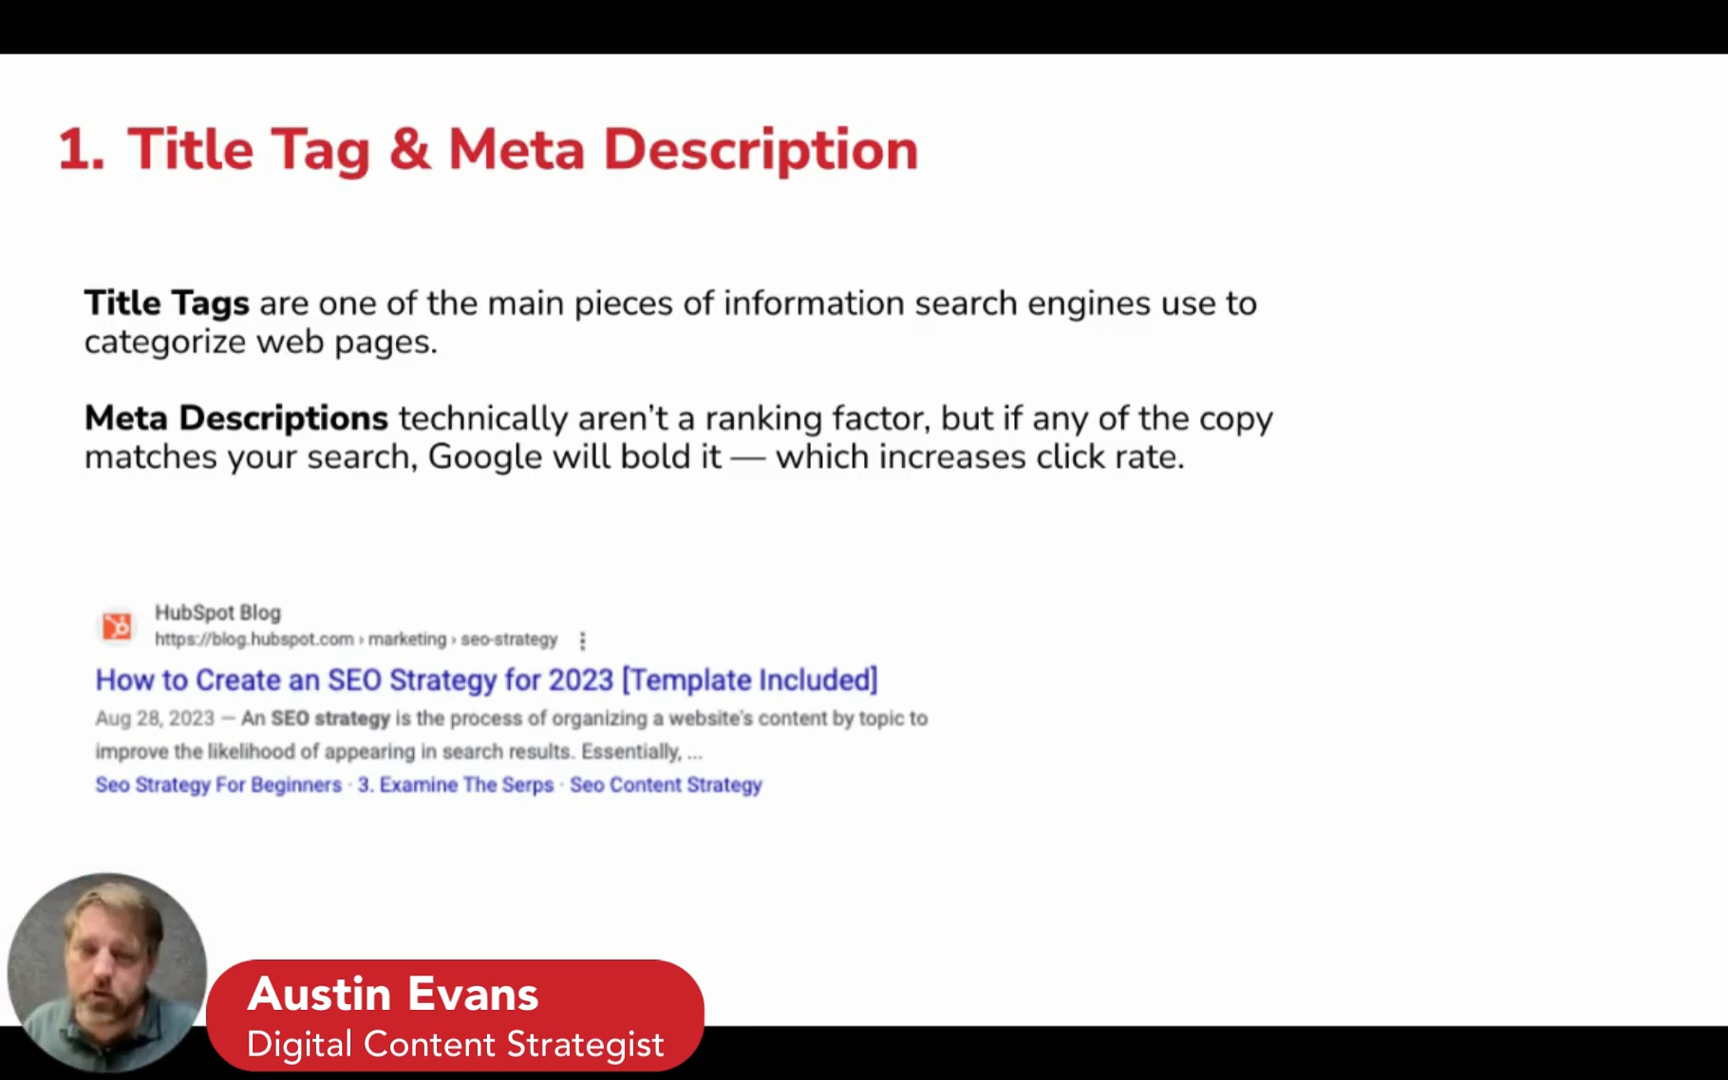 1. Title Tag & Meta Description
Title Tags are one of the main pieces of information search engines use to
categorize web pages.
Meta Descriptions technically aren't a ranking factor, but if any of the copy
matches your search, Google will bold it — which increases click rate.
HubSpot Blog
https://blog.hubspot.com › marketing › seo-strategy
How to Create an SEO Strategy for 2023 [Template Included]
Aug 28, 2023 — An SEO strategy is the process of organizing a website's content by topic to
improve the likelihood of appearing in search results. Essentially, ...
Seo Strategy For Beginners · 3. Examine The Serps · Seo Content Strategy
Austin Evans
Digital Content Strategist